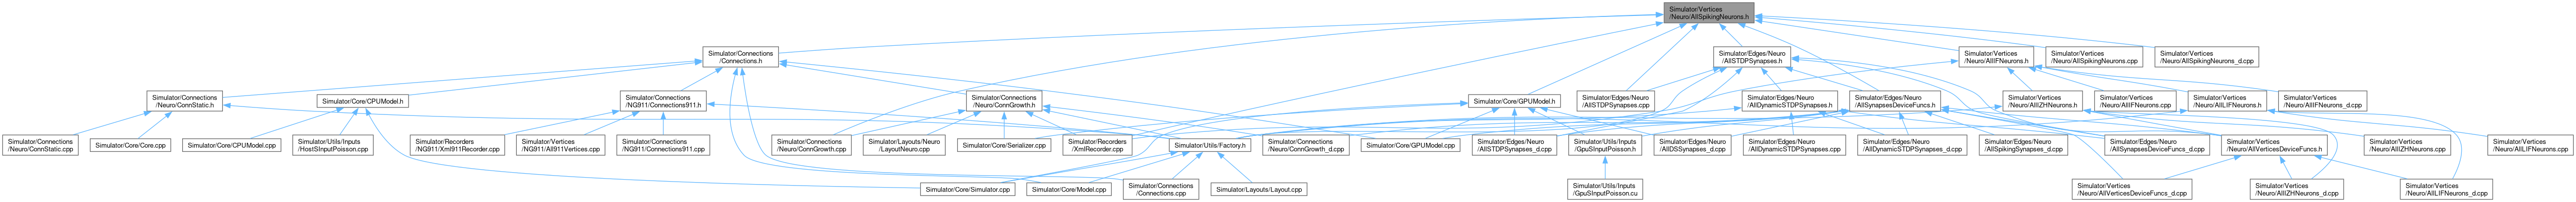 Simulator/Vertices
/Neuro/AllSpikingNeurons.h
Simulator/Connections
/Connections.h
Simulator/Edges/Neuro
/AllSTDPSynapses.h
Simulator/Vertices
/Neuro/AllIFNeurons.h
Simulator/Vertices
/Neuro/AllSpikingNeurons.cpp
Simulator/Vertices
/Neuro/AllSpikingNeurons_d.cpp
Simulator/Connections
/Neuro/ConnStatic.h
Simulator/Core/CPUModel.h
Simulator/Connections
/NG911/Connections911.h
Simulator/Connections
/Neuro/ConnGrowth.h
Simulator/Core/GPUModel.h
Simulator/Edges/Neuro
/AllSTDPSynapses.cpp
Simulator/Edges/Neuro
/AllDynamicSTDPSynapses.h
Simulator/Edges/Neuro
/AllSynapsesDeviceFuncs.h
Simulator/Vertices
/Neuro/AllIZHNeurons.h
Simulator/Vertices
/Neuro/AllIFNeurons.cpp
Simulator/Vertices
/Neuro/AllLIFNeurons.h
Simulator/Vertices
/Neuro/AllIFNeurons_d.cpp
Simulator/Connections
/Neuro/ConnStatic.cpp
Simulator/Core/Core.cpp
Simulator/Core/CPUModel.cpp
Simulator/Utils/Inputs
/HostSInputPoisson.cpp
Simulator/Recorders
/NG911/Xml911Recorder.cpp
Simulator/Vertices
/NG911/All911Vertices.cpp
Simulator/Connections
/NG911/Connections911.cpp
Simulator/Connections
/Neuro/ConnGrowth.cpp
Simulator/Layouts/Neuro
/LayoutNeuro.cpp
Simulator/Core/Serializer.cpp
Simulator/Recorders
/XmlRecorder.cpp
Simulator/Utils/Factory.h
Simulator/Connections
/Neuro/ConnGrowth_d.cpp
Simulator/Core/GPUModel.cpp
Simulator/Edges/Neuro
/AllSTDPSynapses_d.cpp
Simulator/Utils/Inputs
/GpuSInputPoisson.h
Simulator/Edges/Neuro
/AllDSSynapses_d.cpp
Simulator/Edges/Neuro
/AllDynamicSTDPSynapses.cpp
Simulator/Edges/Neuro
/AllDynamicSTDPSynapses_d.cpp
Simulator/Edges/Neuro
/AllSpikingSynapses_d.cpp
Simulator/Edges/Neuro
/AllSynapsesDeviceFuncs_d.cpp
Simulator/Vertices
/Neuro/AllVerticesDeviceFuncs.h
Simulator/Vertices
/Neuro/AllIZHNeurons.cpp
Simulator/Vertices
/Neuro/AllLIFNeurons.cpp
Simulator/Core/Simulator.cpp
Simulator/Core/Model.cpp
Simulator/Connections
/Connections.cpp
Simulator/Layouts/Layout.cpp
Simulator/Utils/Inputs
/GpuSInputPoisson.cu
Simulator/Vertices
/Neuro/AllVerticesDeviceFuncs_d.cpp
Simulator/Vertices
/Neuro/AllIZHNeurons_d.cpp
Simulator/Vertices
/Neuro/AllLIFNeurons_d.cpp